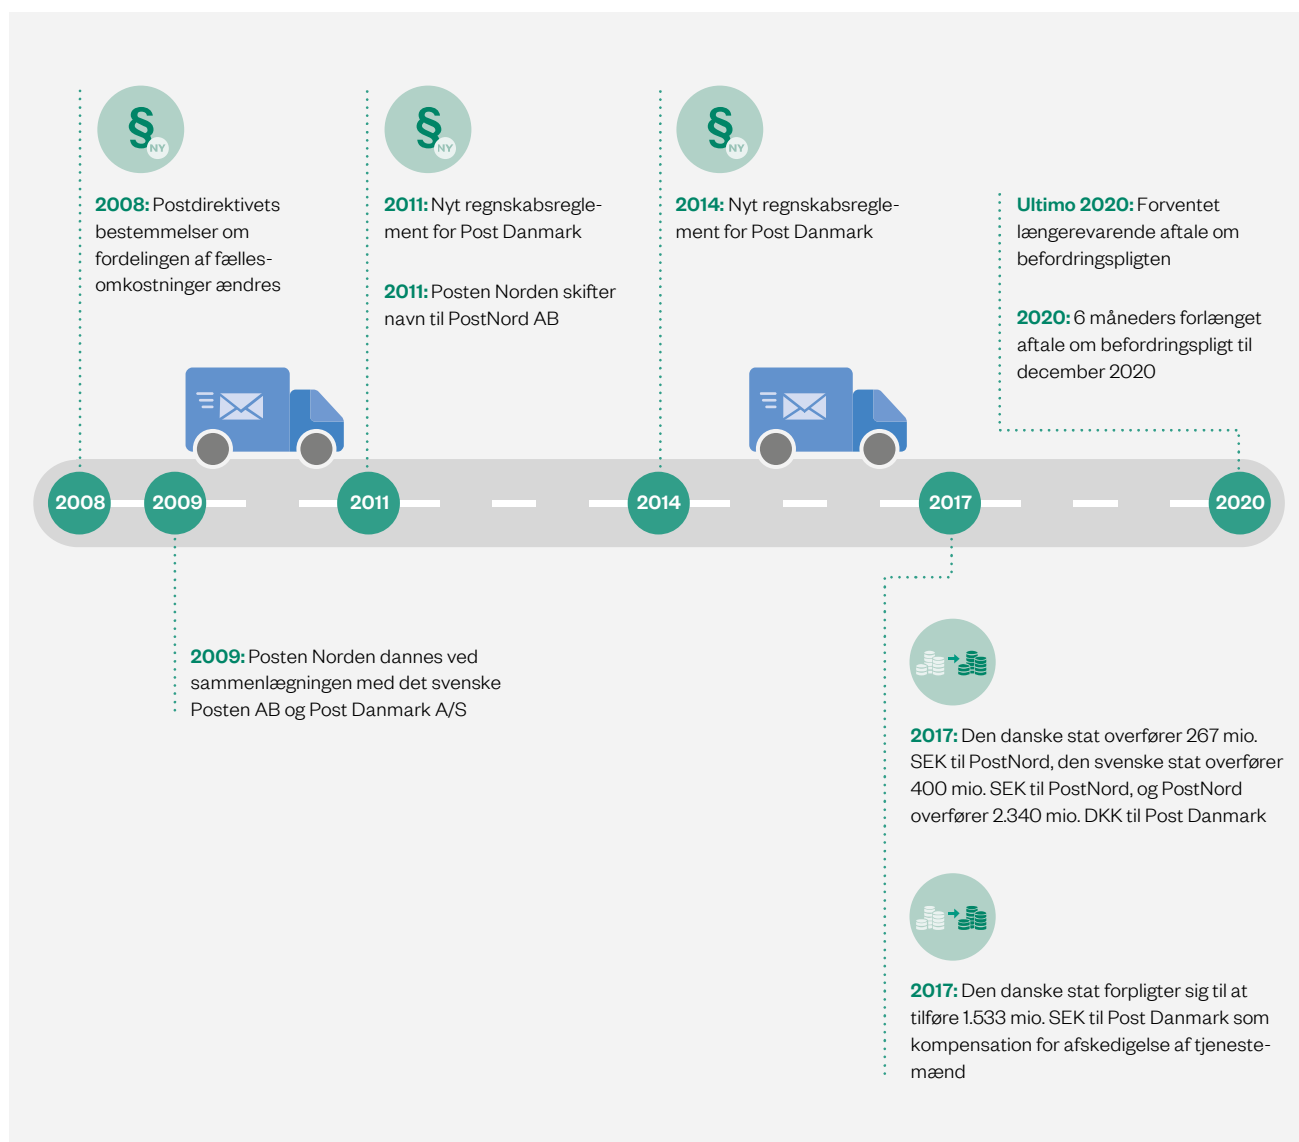 §
NY
2008: Postdirektivets
bestemmelser om
fordelingen af fælles-
omkostninger ændres
§
NY
2011: Nyt regnskabsregle-
ment for Post Danmark
2011: Posten Norden skifter
navn til PostNord AB
§
NY
2014: Nyt regnskabsregle-
ment for Post Danmark
Ultimo 2020: Forventet
længerevarende aftale om
befordringspligten
2020: 6 måneders forlænget
aftale om befordringspligt til
december 2020
2008
2009
2011
2014
2017
2020
2009: Posten Norden dannes ved
sammenlægningen med det svenske
Posten AB og Post Danmark A/S
2017: Den danske stat overfører 267 mio.
SEK til PostNord, den svenske stat overfører
400 mio. SEK til PostNord, og PostNord
overfører 2.340 mio. DKK til Post Danmark
2017: Den danske stat forpligter sig til at
tilføre 1.533 mio. SEK til Post Danmark som
kompensation for afskedigelse af tjeneste-
mænd